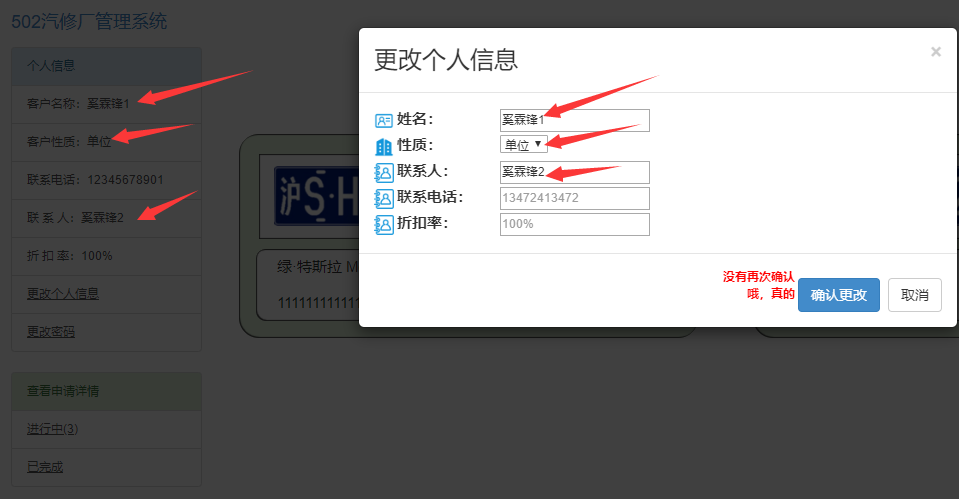 502汽修厂管理系统
个人信息
客户名称：奚霖锋1
客户性质：单位
联系电话：12345678901
联 系 人：奚霖锋2
折 扣 率：100%
更改个人信息
更改密码
查看申请详情
进行中(3)
已完成
沪S·H
绿·特斯拉 M
更改个人信息
×
姓名： 奚霖锋1
性质： 单位
联系人： 奚霖锋2
联系电话： 13472413472
折扣率： 100%
没有再次确认
哦，真的
确认更改 取消